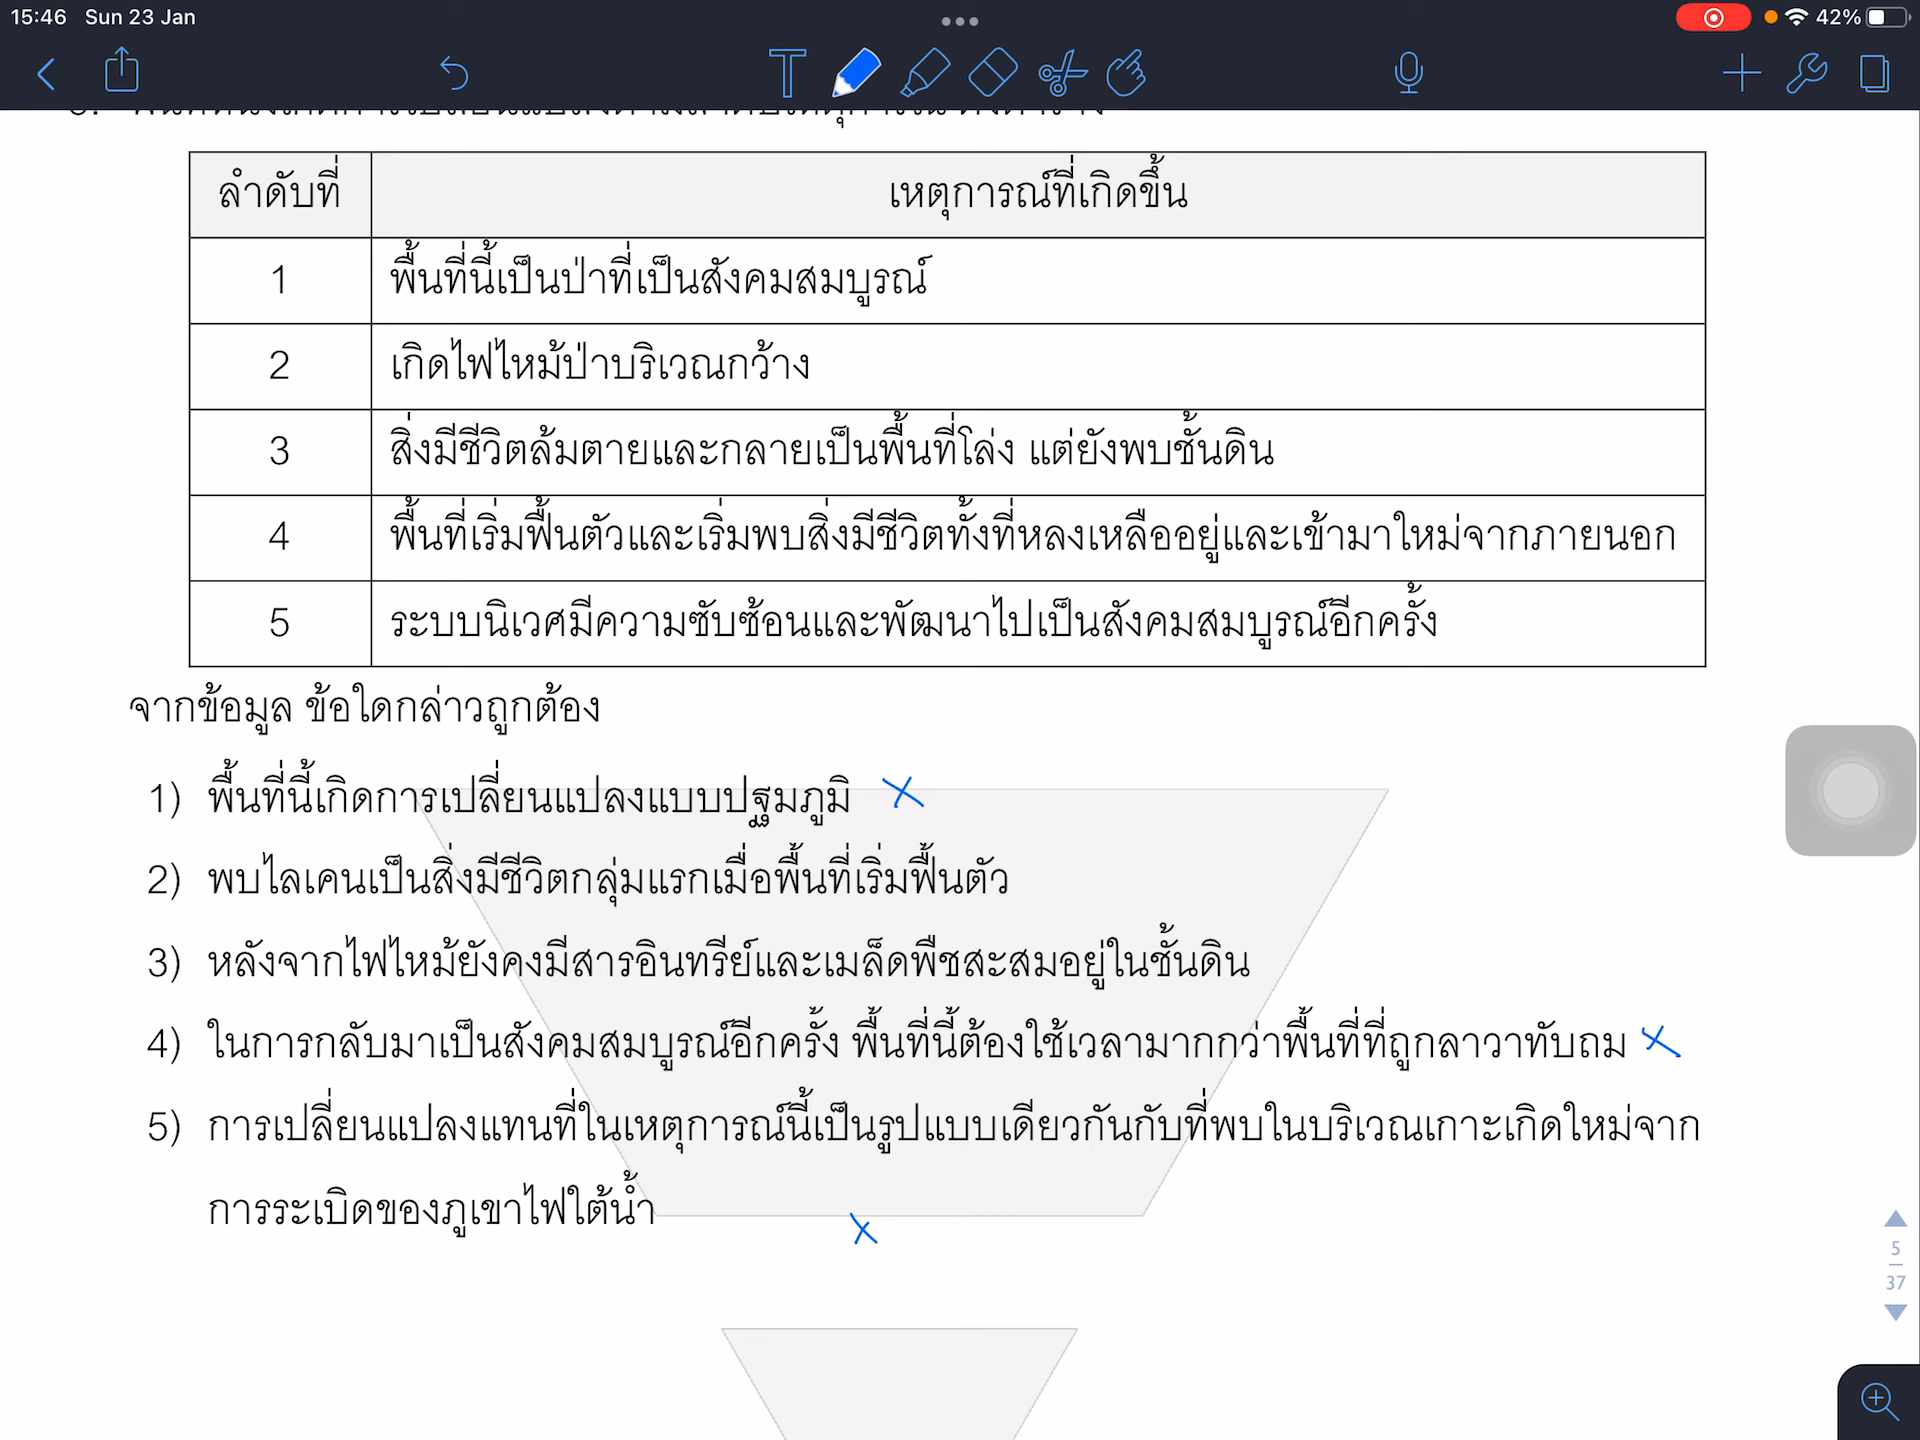 15:46 Sun 23 Jan
42%
ลำดับที่ เหตุการณ์ที่เกิดขึ้น
1 พื้นที่นี้เป็นป่าที่เป็นสังคมสมบูรณ์
2 เกิดไฟไหม้ป่าบริเวณกว้าง
3 สิ่งมีชีวิตล้มตายและกลายเป็นพื้นที่โล่ง แต่ยังพบชั้นดิน
4 พื้นที่เริ่มฟื้นตัวและเริ่มพบสิ่งมีชีวิตทั้งที่หลงเหลืออยู่และเข้ามาใหม่จากภายนอก
5 ระบบนิเวศมีความซับซ้อนและพัฒนาไปเป็นสังคมสมบูรณ์อีกครั้ง
จากข้อมูล ข้อใดกล่าวถูกต้อง
1) พื้นที่นี้เกิดการเปลี่ยนแปลงแบบปฐมภูมิ
2) พบไลเคนเป็นสิ่งมีชีวิตกลุ่มแรกเมื่อพื้นที่เริ่มฟื้นตัว
3) หลังจากไฟไหม้ยังคงมีสารอินทรีย์และเมล็ดพืชสะสมอยู่ในชั้นดิน
4) ในการกลับมาเป็นสังคมสมบูรณ์อีกครั้ง พื้นที่นี้ต้องใช้เวลามากกว่าพื้นที่ที่ถูกลาวาทับถม
5) การเปลี่ยนแปลงแทนที่ในเหตุการณ์นี้เป็นรูปแบบเดียวกันกับที่พบในบริเวณเกาะเกิดใหม่จาก
การระเบิดของภูเขาไฟใต้น้ำ
5
37